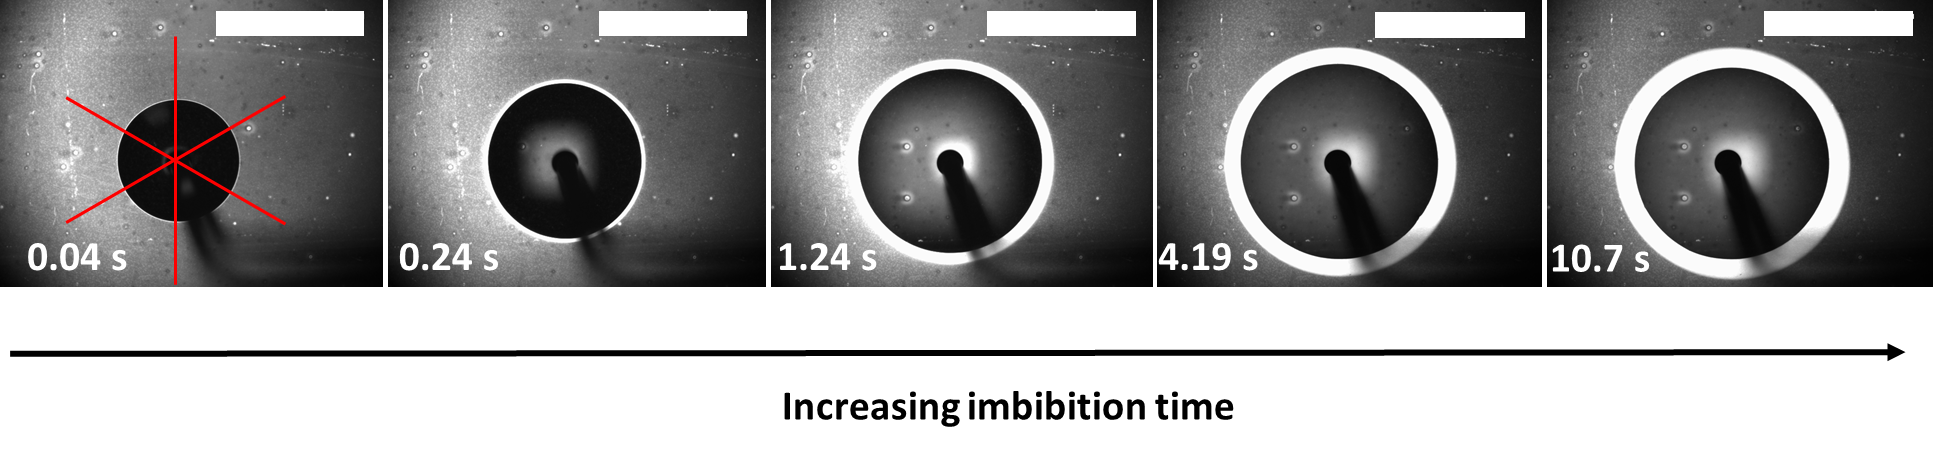 0.04 s
0.24 s
1.24 s
4.19 s
10.7 s
Increasing imbibition time